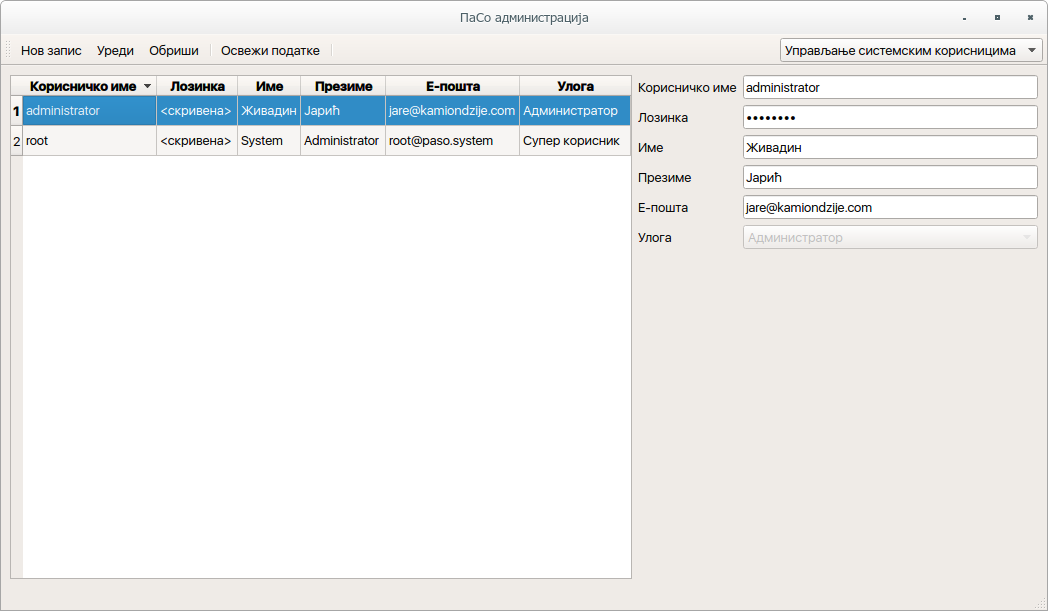 ПаСо администрација
Нов запис Уреди Обриши Освежи податке Управљање системским корисницима
Корисничко име Лозинка Име Презиме Е-пошта Улога
1 administrator <скривена> Живадин Јарић jare@kamiondzije.com Администратор
2 root <скривена> System Administrator root@paso.system Супер корисник
Корисничко име administrator
Лозинка ••••••••
Име Живадин
Презиме Јарић
Е-пошта jare@kamiondzije.com
Улога Администратор